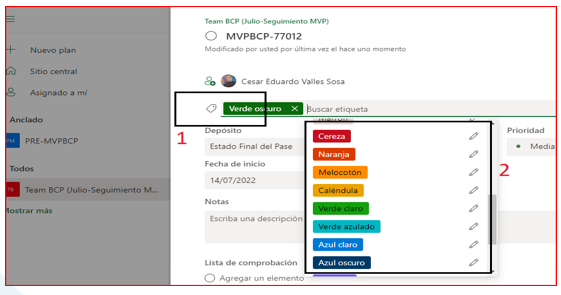 Team BCP (Julio-Seguimiento MVP)
MVPBCP-77012
Modificado por usted por última vez el hace uno momento
Nuevo plan
Sitio central
Asignado a mí
Cesar Eduardo Valles Sosa
Verde oscuro × Buscar etiqueta
1
Anclado
PRE-MVPBCP
Todos
TB Team BCP (Julio-Seguimiento M...
Mostrar más
Depósito
Estado Final del Pase
Fecha de inicio
14/07/2022
Notas
Escriba una descripción
Lista de comprobación
Agregar un elemento
Cereza
Naranja
Melocotón
Caléndula
Verde claro
Verde azulado
Azul claro
Azul oscuro
2
Prioridad
Media